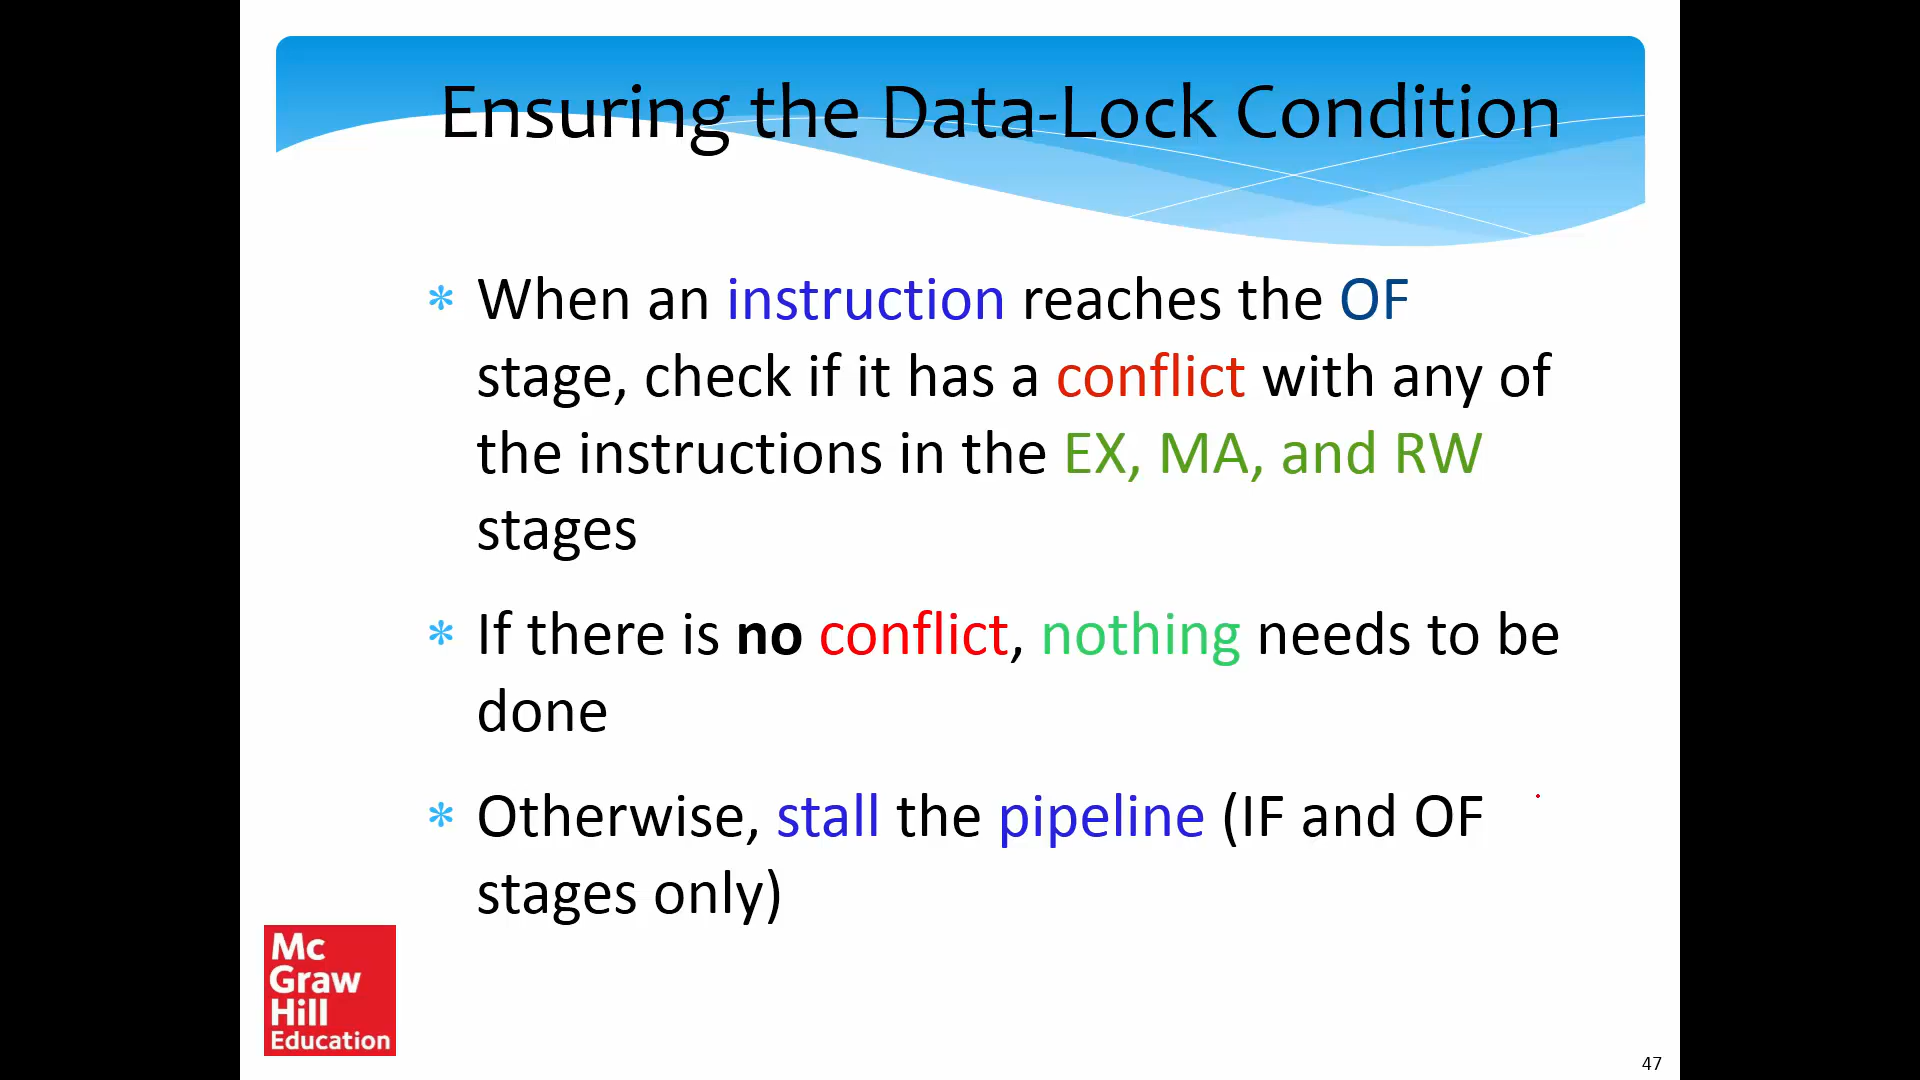 Ensuring the Data-Lock Condition
* When an instruction reaches the OF
stage, check if it has a conflict with any of
the instructions in the EX, MA, and RW
stages
* If there is no conflict, nothing needs to be
done
* Otherwise, stall the pipeline (IF and OF
stages only)
Mc
Graw
Hill
Education
47